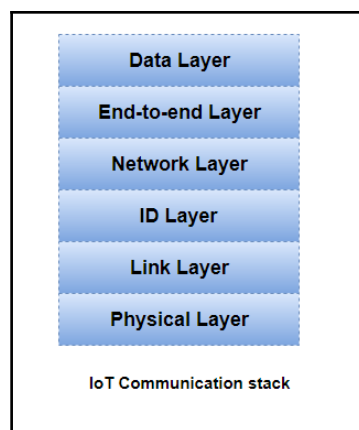 Data Layer
End-to-end Layer
Network Layer
ID Layer
Link Layer
Physical Layer
IoT Communication stack